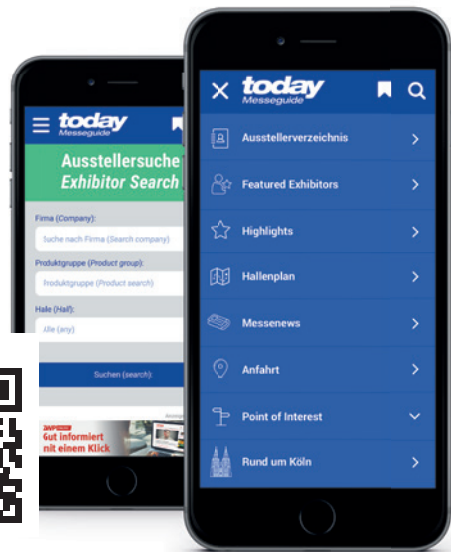 today
Messeguide
Ausstellersuche
Exhibitor Search
Firma (Company):
Suche nach Firma (Search company)
Produktgruppe (Product group):
Produktgruppe (Product search)
Halle (Hall):
Alle (any)
Suchen (search)
Anzeige
Gut informiert
mit einem Klick
today
Messeguide
Ausstellerverzeichnis
Featured Exhibitors
Highlights
Hallenplan
Messenews
Anfahrt
Point of Interest
Rund um Köln